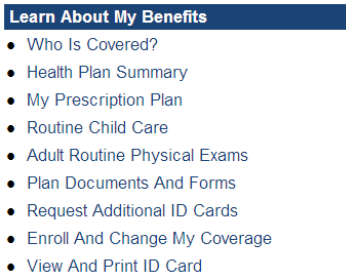 Learn About My Benefits
• Who Is Covered?
• Health Plan Summary
• My Prescription Plan
• Routine Child Care
• Adult Routine Physical Exams
• Plan Documents And Forms
• Request Additional ID Cards
• Enroll And Change My Coverage
• View And Print ID Card